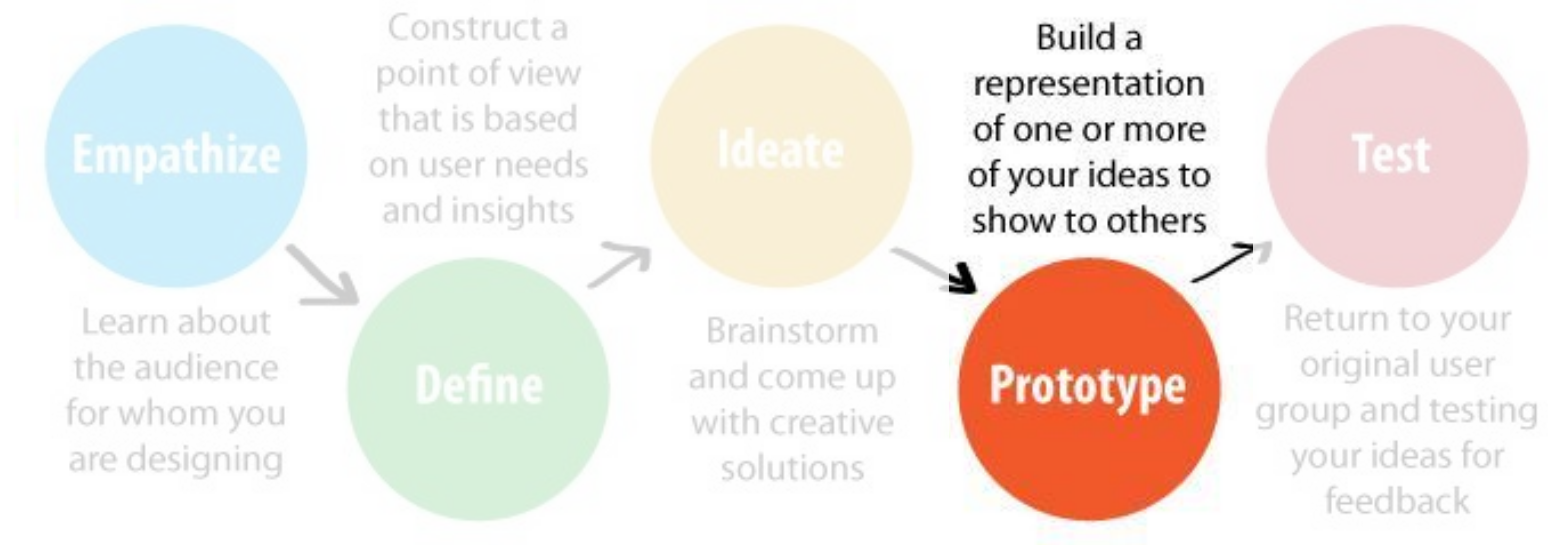 Empathize
Learn about
the audience
for whom you
are designing
Construct a
point of view
that is based
on user needs
and insights
Define
Ideate
Brainstorm
and come up
with creative
solutions
Build a
representation
of one or more
of your ideas to
show to others
Prototype
Test
Return to your
original user
group and testing
your ideas for
feedback